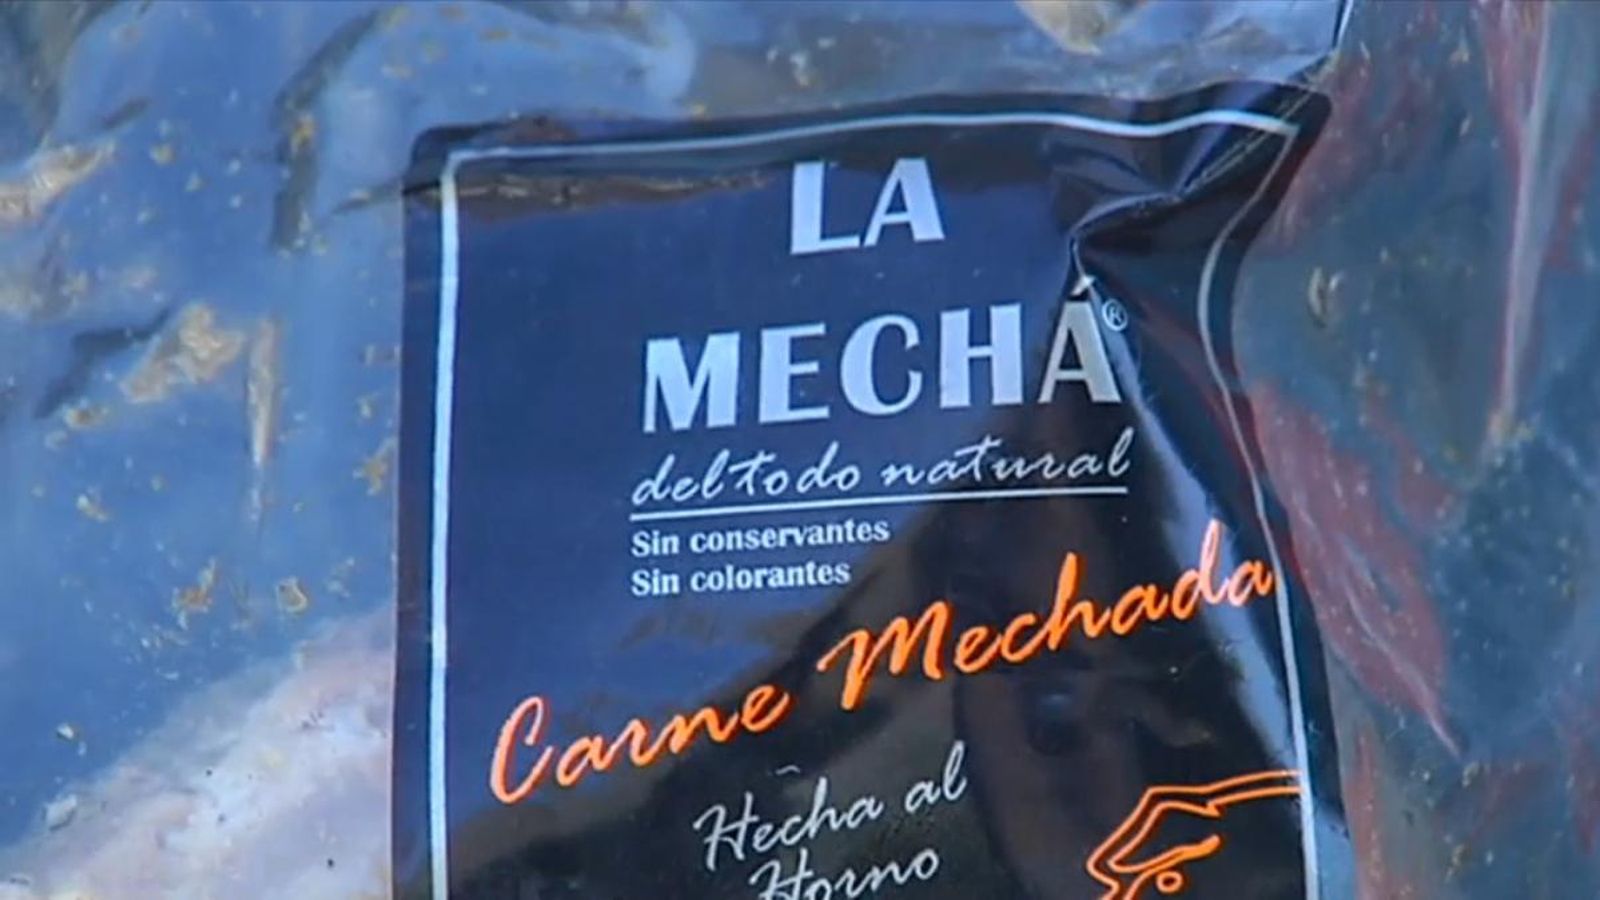 LA
MECHÁ®
del todo natural
Sin conservantes
Sin colorantes
Carne Mechada
Hecha al
Horno